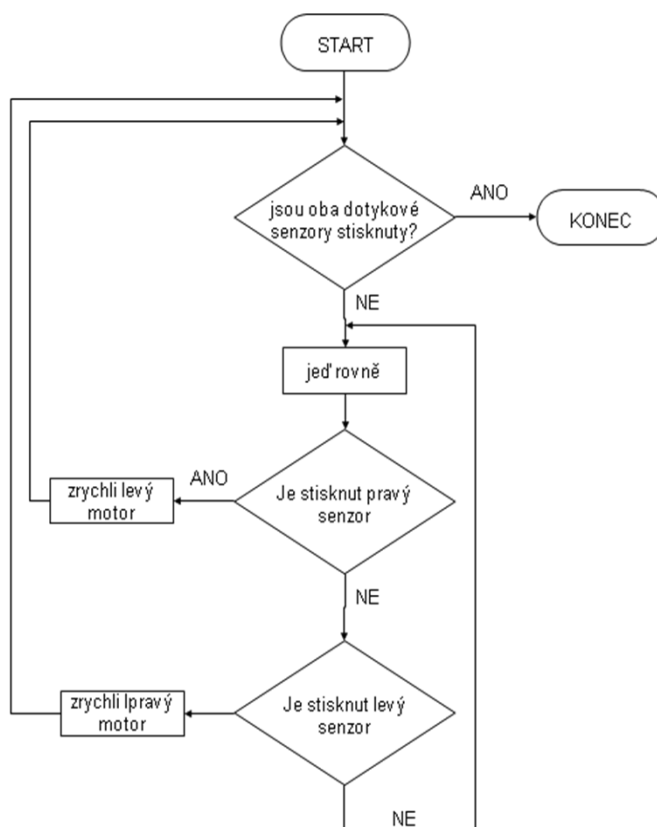 START
jsou oba dotykové
senzory stisknuty?
ANO
KONEC
NE
jeď rovně
Je stisknut pravý
senzor
ANO
zrychli levý
motor
NE
Je stisknut levý
senzor
zrychli lpravý
motor
NE